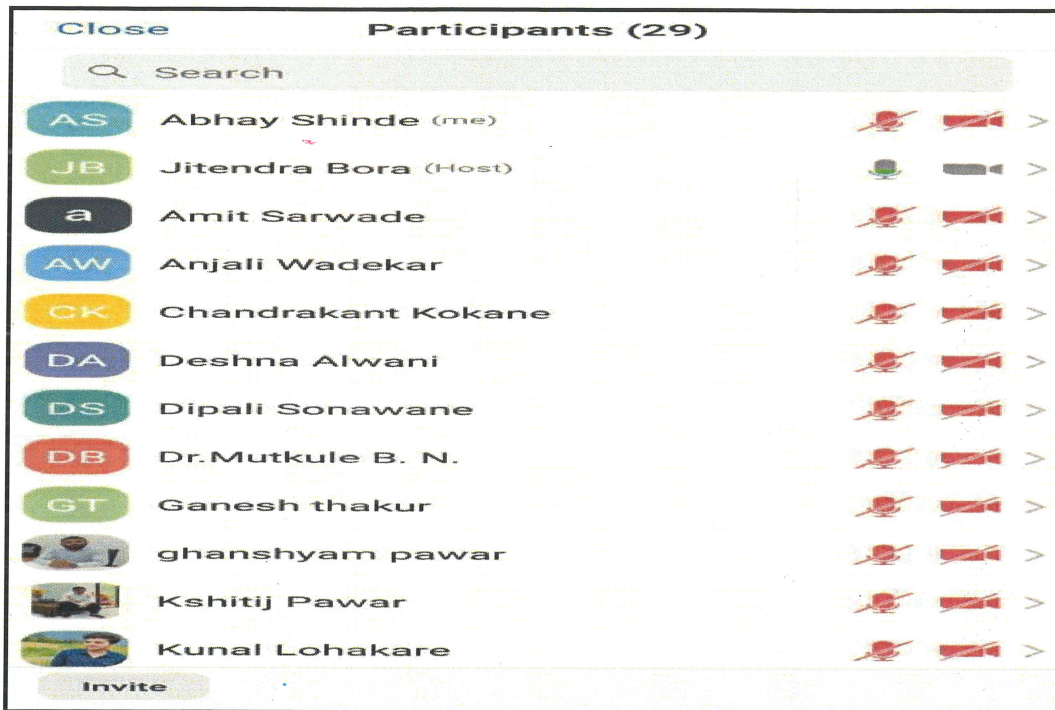 Close Participants (29)
Search
AS Abhay Shinde (me)
JB Jitendra Bora (Host)
a Amit Sarwade
AW Anjali Wadekar
CK Chandrakant Kokane
DA Deshna Alwani
DS Dipali Sonawane
DB Dr.Mutkule B. N.
GT Ganesh thakur
ghanshyam pawar
Kshitij Pawar
Kunal Lohakare
Invite